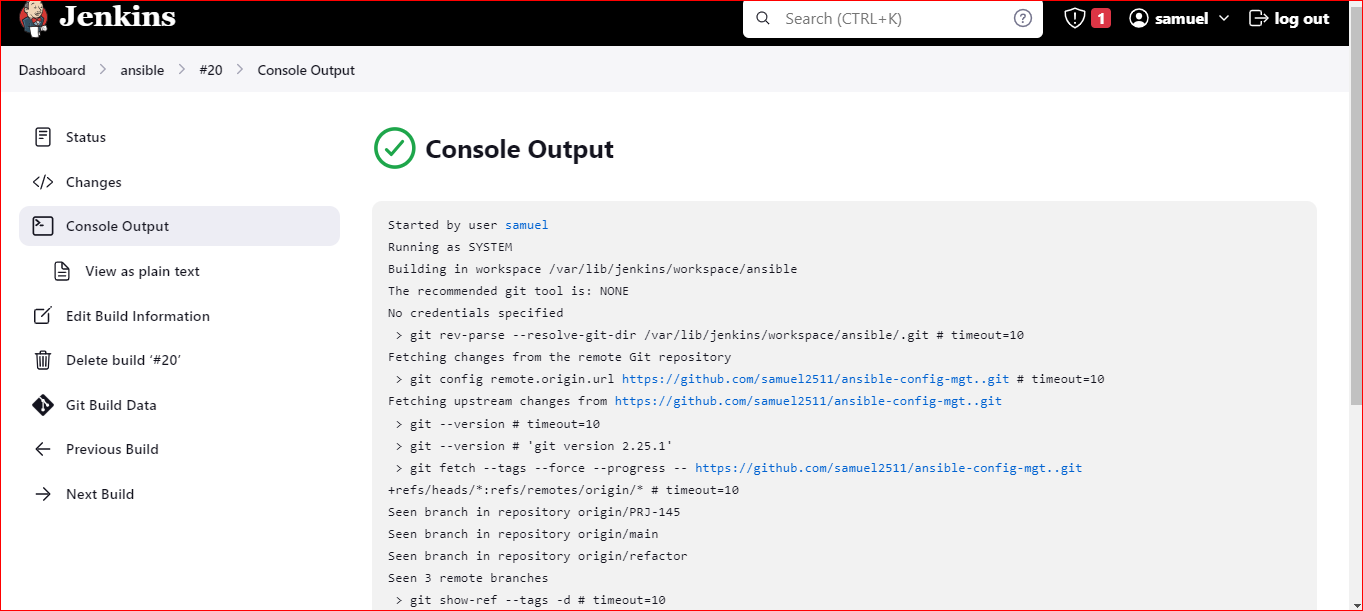 Jenkins
Search (CTRL+K)
1
samuel
log out
Dashboard
ansible
#20
Console Output
Status
Changes
Console Output
View as plain text
Edit Build Information
Delete build ‘#20’
Git Build Data
Previous Build
Next Build
Console Output
Started by user samuel
Running as SYSTEM
Building in workspace /var/lib/jenkins/workspace/ansible
The recommended git tool is: NONE
No credentials specified
> git rev-parse --resolve-git-dir /var/lib/jenkins/workspace/ansible/.git # timeout=10
Fetching changes from the remote Git repository
> git config remote.origin.url https://github.com/samuel2511/ansible-config-mgt..git # timeout=10
Fetching upstream changes from https://github.com/samuel2511/ansible-config-mgt..git
> git --version # timeout=10
> git --version # 'git version 2.25.1'
> git fetch --tags --force --progress -- https://github.com/samuel2511/ansible-config-mgt..git
+refs/heads/*:refs/remotes/origin/* # timeout=10
Seen branch in repository origin/PRJ-145
Seen branch in repository origin/main
Seen branch in repository origin/refactor
Seen 3 remote branches
> git show-ref --tags -d # timeout=10